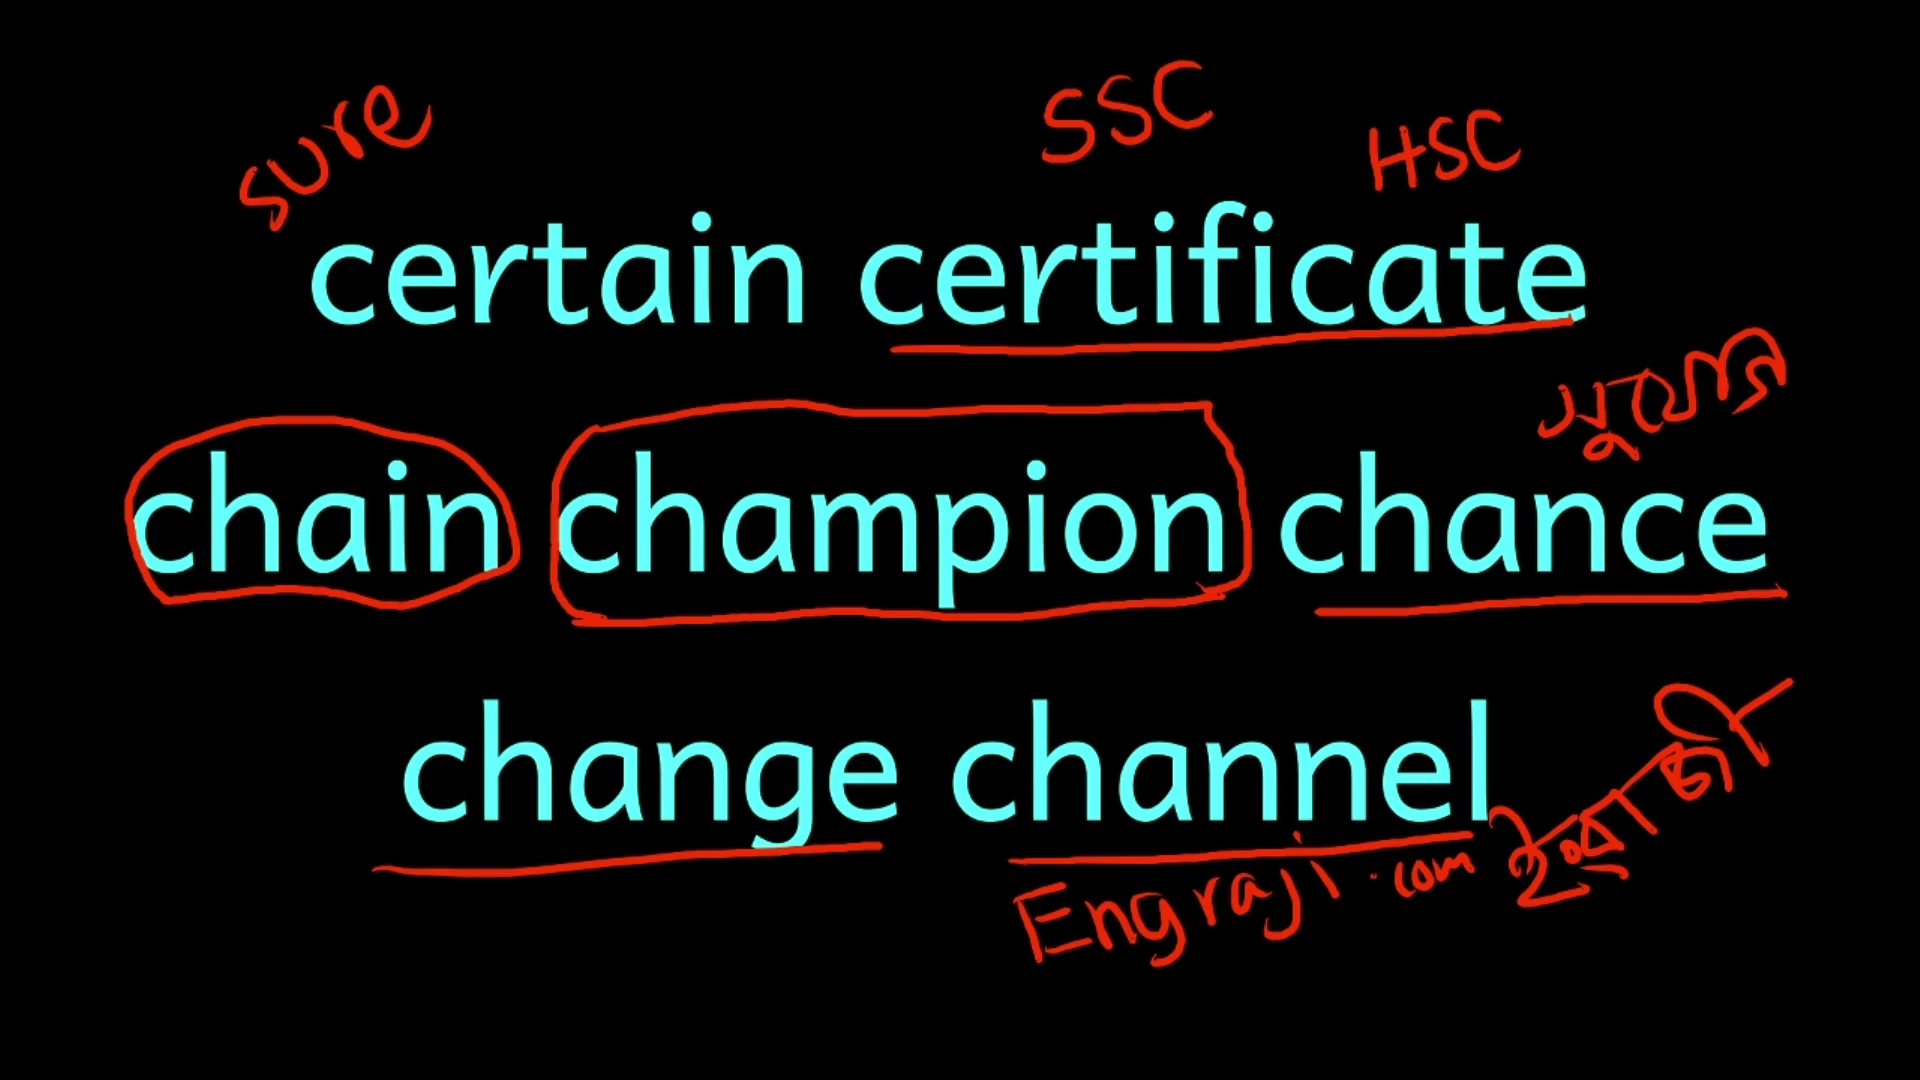 sure
SSC
HSC
certain certificate
সুযোগ
chain champion chance
change channel
ইংরাজি
Engraji.com